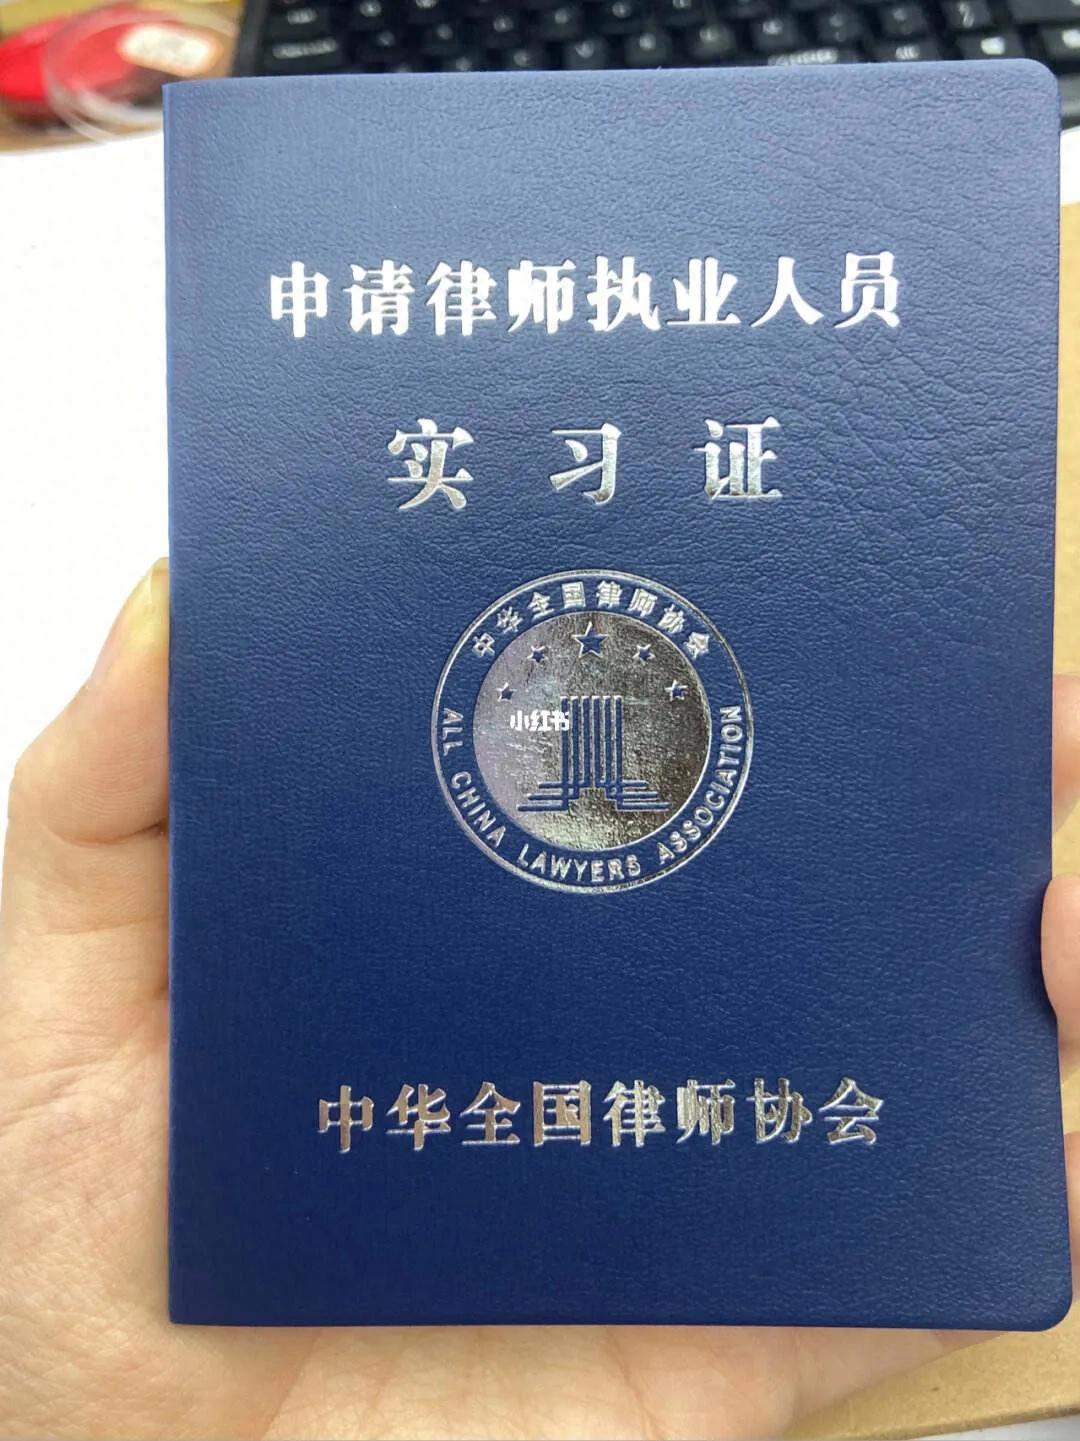 申请律师执业人员
实习证
中华全国律师协会
小红书
ALL CHINA LAWYERS ASSOCIATION
中华全国律师协会